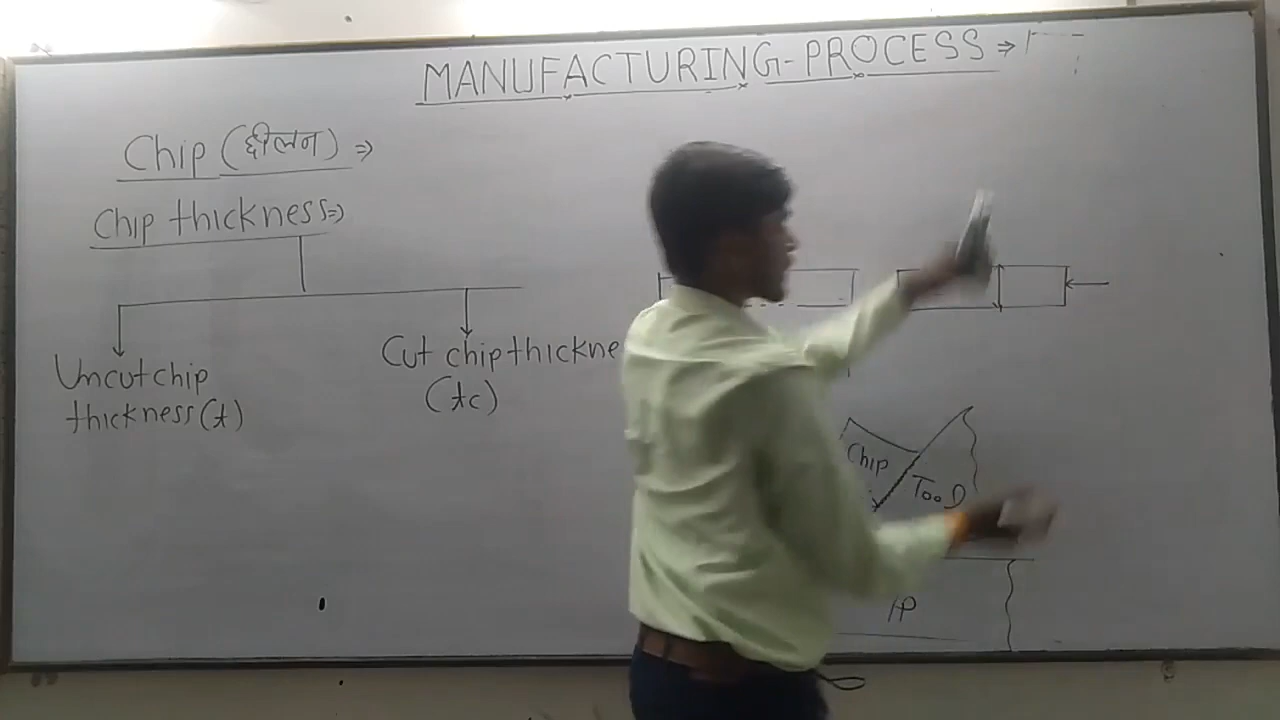 MANUFACTURING-PROCESS⇒
Chip (छीलन) ⇒
Chip thickness⇒
Uncut chip
thickness (t)
Cut chip thickne
(tc)
Chip
Tool